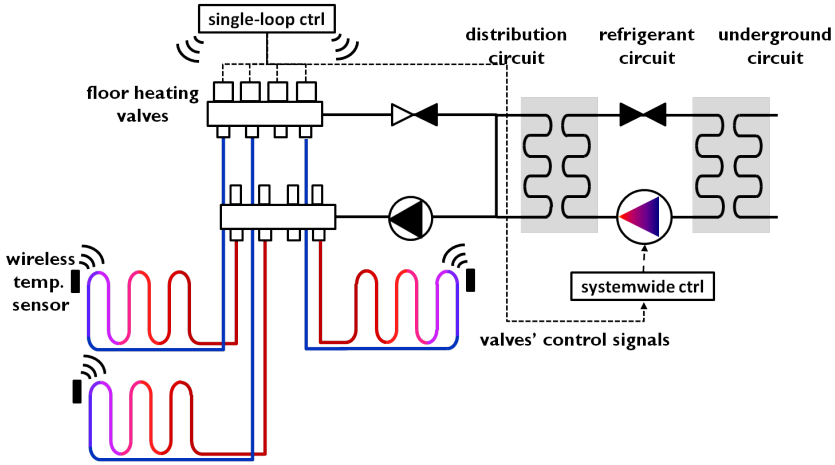 single-loop ctrl
distribution
circuit
refrigerant
circuit
underground
circuit
floor heating
valves
wireless
temp.
sensor
systemwide ctrl
valves’ control signals